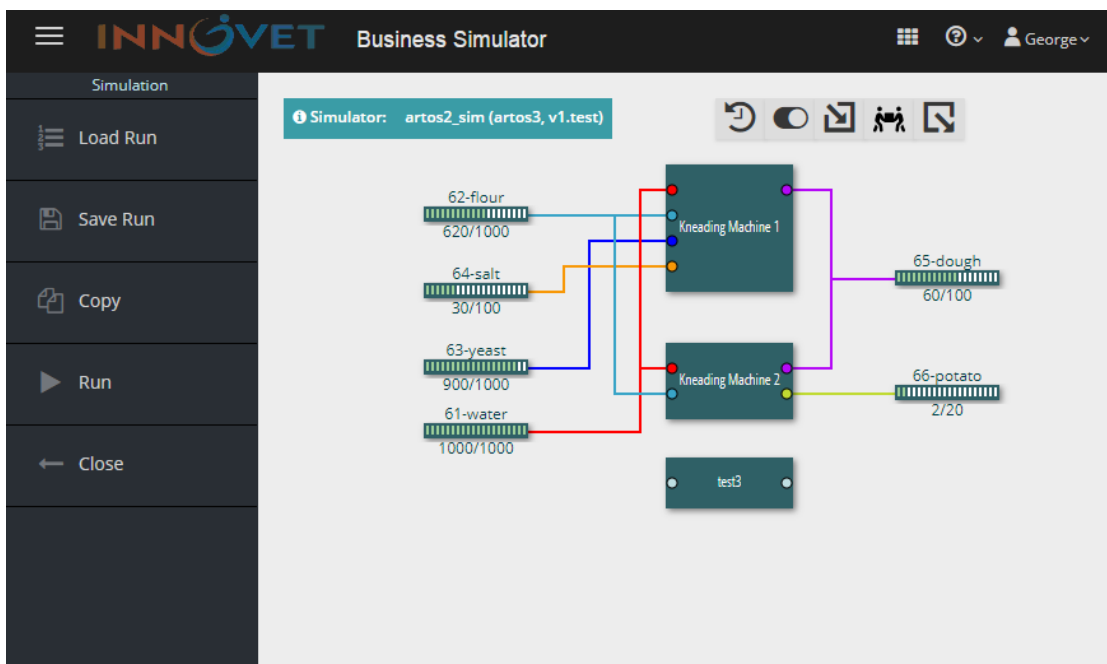 INNOVET Business Simulator George
Simulation
Load Run
Save Run
Copy
Run
Close
Simulator: artos2_sim (artos3, v1.test)
62-flour
620/1000
64-salt
30/100
63-yeast
900/1000
61-water
1000/1000
Kneading Machine 1
Kneading Machine 2
test3
65-dough
60/100
66-potato
2/20